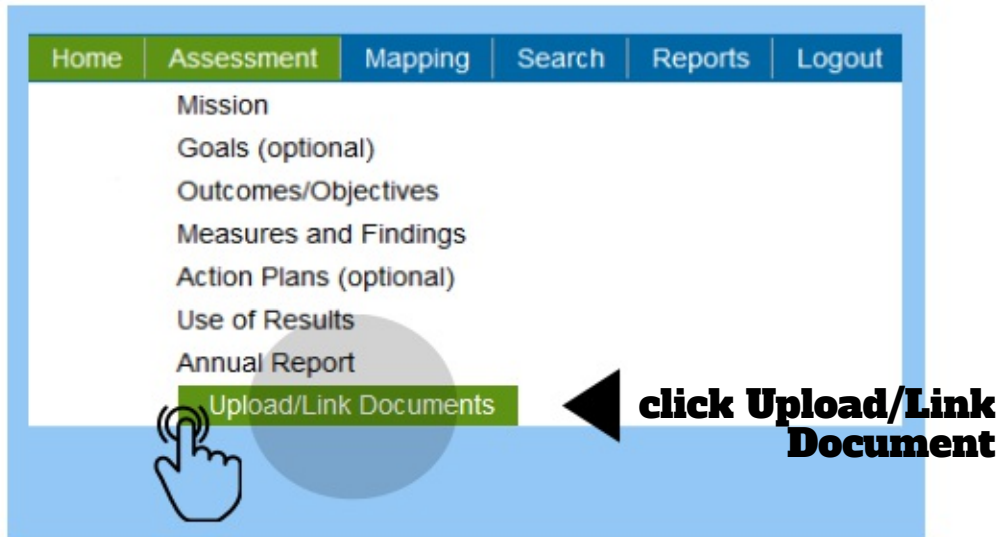 Home Assessment Mapping Search Reports Logout
Mission
Goals (optional)
Outcomes/Objectives
Measures and Findings
Action Plans (optional)
Use of Results
Annual Report
Upload/Link Documents
click Upload/Link
Document